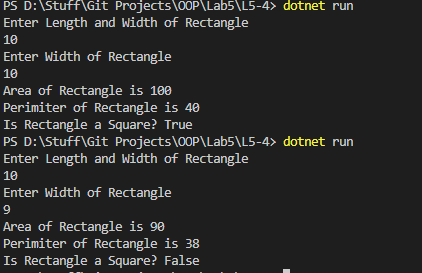 PS D:\Stuff\Git Projects\OOP\Lab5\L5-4> dotnet run
Enter Length and Width of Rectangle
10
Enter Width of Rectangle
10
Area of Rectangle is 100
Perimiter of Rectangle is 40
Is Rectangle a Square? True
PS D:\Stuff\Git Projects\OOP\Lab5\L5-4> dotnet run
Enter Length and Width of Rectangle
10
Enter Width of Rectangle
9
Area of Rectangle is 90
Perimiter of Rectangle is 38
Is Rectangle a Square? False